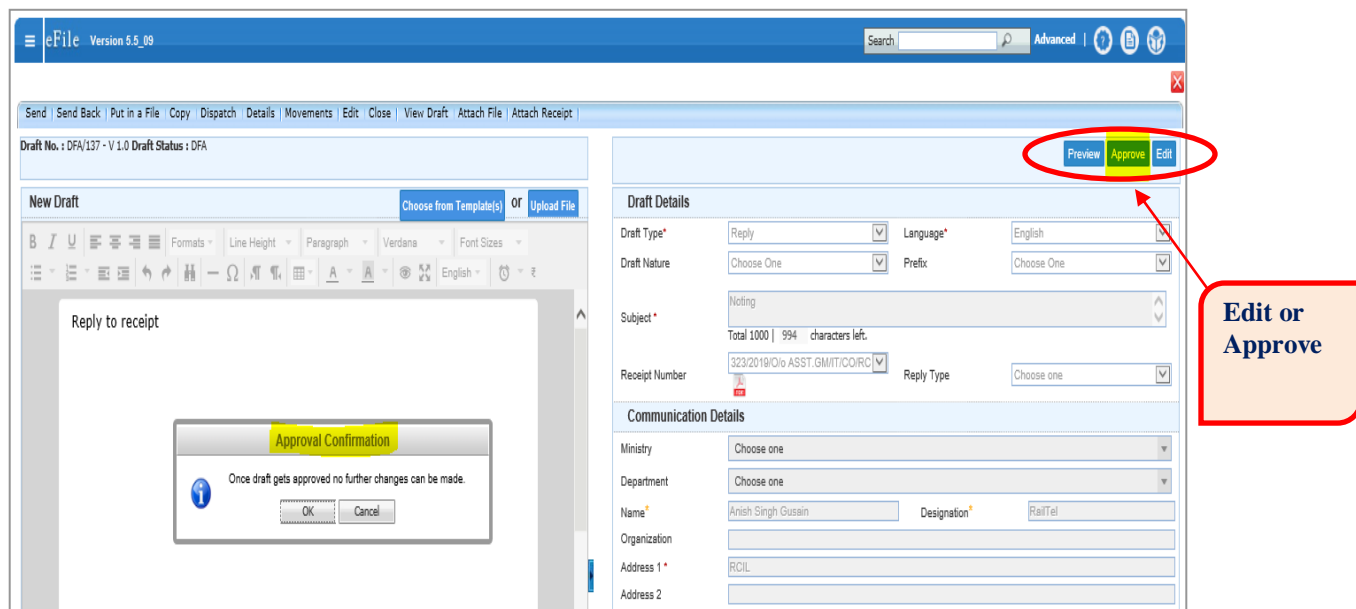 eFile Version 5.5_09
Search
Advanced |
Send | Send Back | Put in a File | Copy | Dispatch | Details | Movements | Edit | Close | View Draft | Attach File | Attach Receipt |
Draft No. : DFA/137 - V 1.0 Draft Status : DFA
Preview Approve Edit
New Draft
Choose from Template(s) or Upload File
B I U Formats Line Height Paragraph Verdana Font Sizes
Ω A A English ₹
Reply to receipt
Approval Confirmation
Once draft gets approved no further changes can be made.
OK Cancel
Draft Details
Draft Type* Reply Language* English
Draft Nature Choose One Prefix Choose One
Subject * Noting
Total 1000 | 994 characters left.
Receipt Number 323/2019/O/o ASST.GM/IT/CO/RC Reply Type Choose one
PDF
Communication Details
Ministry Choose one
Department Choose one
Name* Anish Singh Gusain Designation* RailTel
Organization
Address 1 * RCIL
Address 2
Edit or
Approve